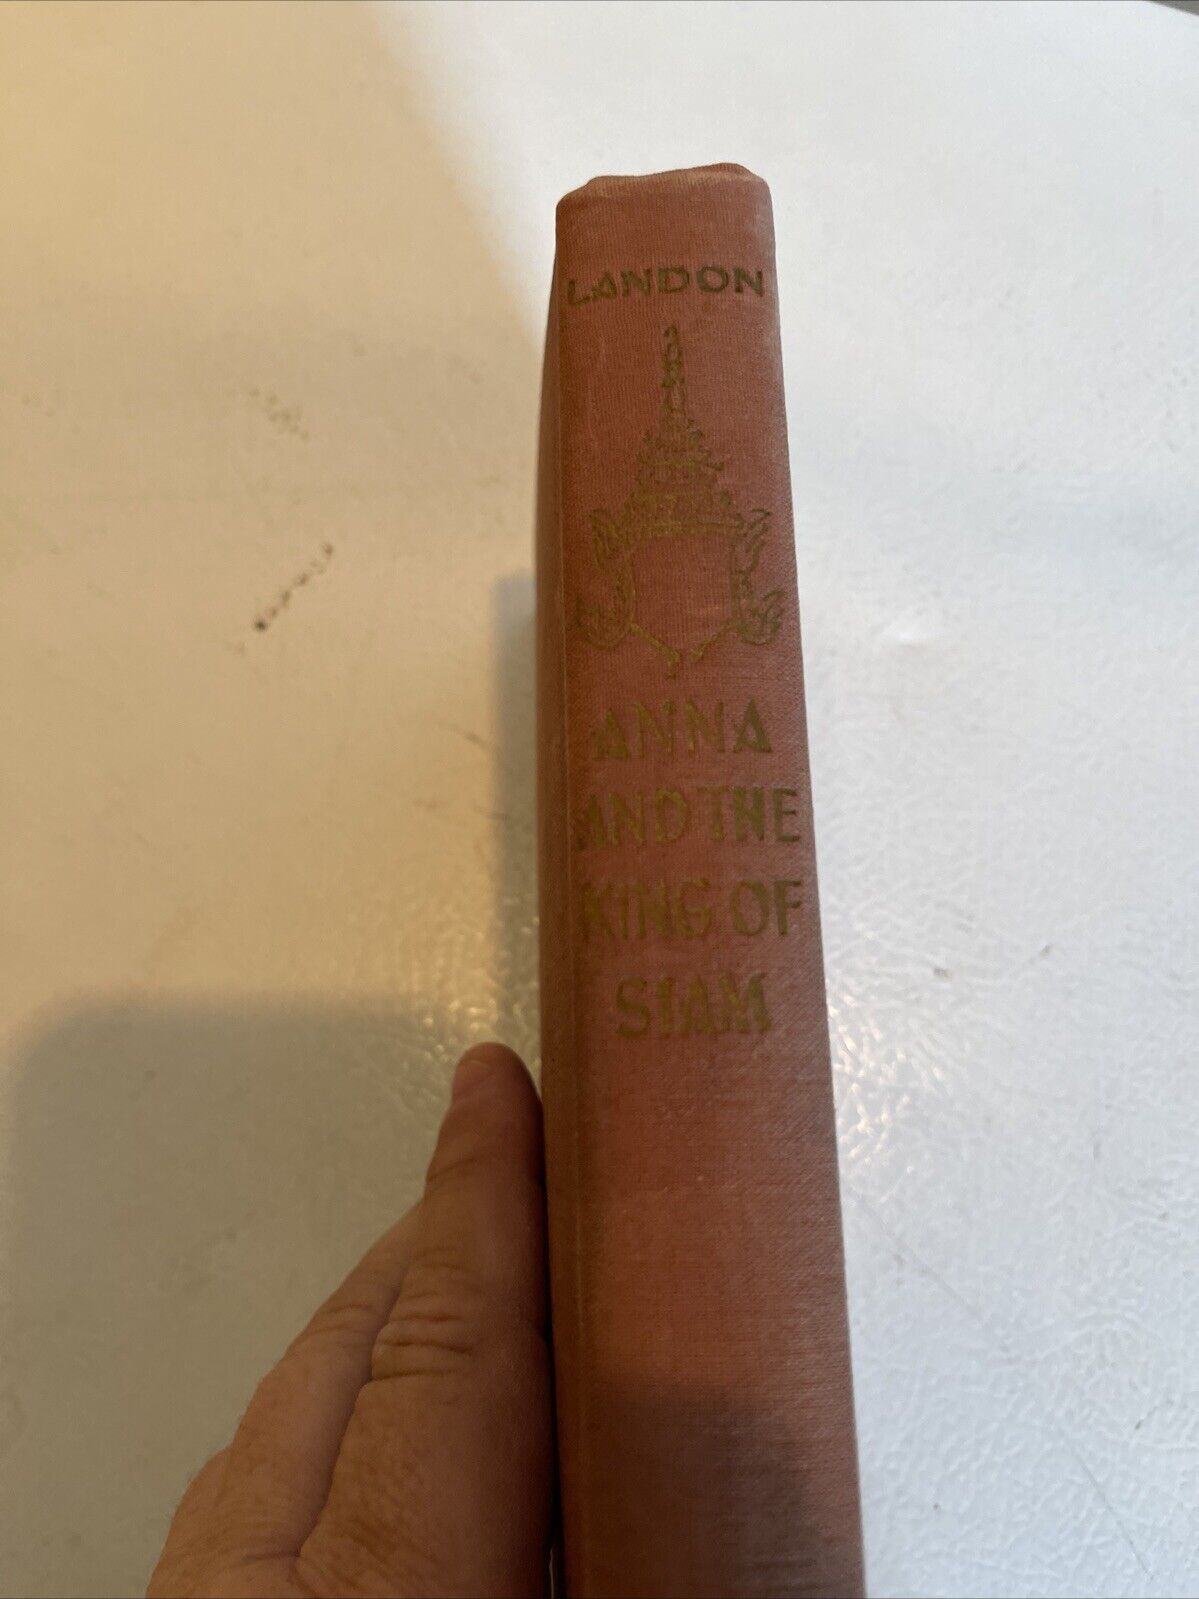 LANDON
ANNA
AND THE
KING OF
SIAM